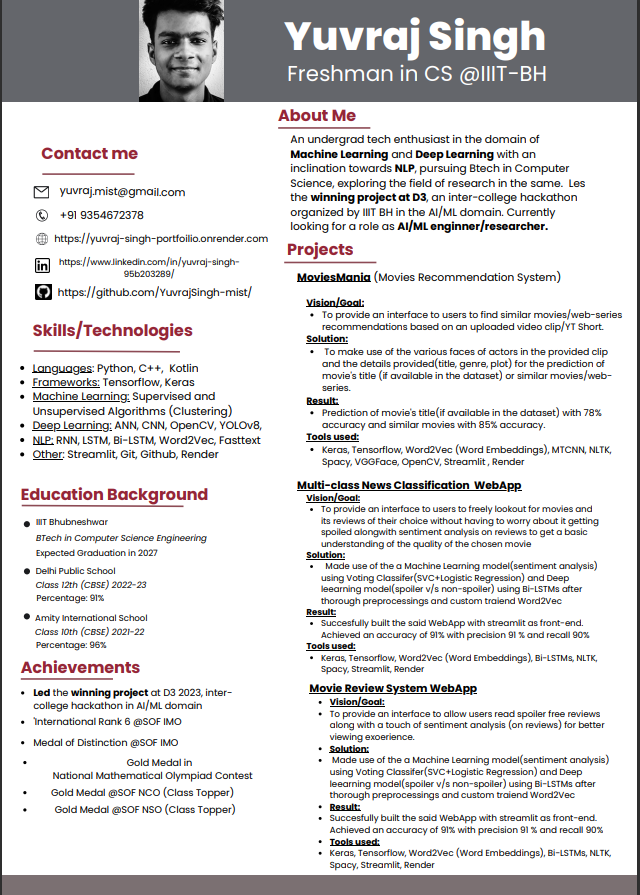 Yuvraj Singh
Freshman in CS @IIIT-BH
Contact me
yuvraj.mist@gmail.com
+91 9354672378
https://yuvraj-singh-portfoilio.onrender.com
https://www.linkedin.com/in/yuvraj-singh-
95b203289/
https://github.com/YuvrajSingh-mist/
Skills/Technologies
Languages: Python, C++, Kotlin
Frameworks: Tensorflow, Keras
Machine Learning: Supervised and
Unsupervised Algorithms (Clustering)
Deep Learning: ANN, CNN, OpenCV, YOLOv8,
NLP: RNN, LSTM, Bi-LSTM, Word2Vec, Fasttext
Other: Streamlit, Git, Github, Render
Education Background
IIIT Bhubneshwar
BTech in Computer Science Engineering
Expected Graduation in 2027
Delhi Public School
Class 12th (CBSE) 2022-23
Percentage: 91%
Amity International School
Class 10th (CBSE) 2021-22
Percentage: 96%
Achievements
Led the winning project at D3 2023, inter-
college hackathon in AI/ML domain
'International Rank 6 @SOF IMO
Medal of Distinction @SOF IMO
Gold Medal in
National Mathematical Olympiad Contest
Gold Medal @SOF NCO (Class Topper)
Gold Medal @SOF NSO (Class Topper)
About Me
An undergrad tech enthusiast in the domain of
Machine Learning and Deep Learning with an
inclination towards NLP, pursuing Btech in Computer
Science, exploring the field of research in the same. Les
the winning project at D3, an inter-college hackathon
organized by IIIT BH in the AI/ML domain. Currently
looking for a role as AI/ML enginner/researcher.
Projects
MoviesMania (Movies Recommendation System)
Vision/Goal:
To provide an interface to users to find similar movies/web-series
recommendations based on an uploaded video clip/YT Short.
Solution:
To make use of the various faces of actors in the provided clip
and the details provided(title, genre, plot) for the prediction of
movie's title (if available in the dataset) or similar movies/web-
series.
Result:
Prediction of movie's title(if available in the dataset) with 78%
accuracy and similar movies with 85% accuracy.
Tools used:
Keras, Tensorflow, Word2Vec (Word Embeddings), MTCNN, NLTK,
Spacy, VGGFace, OpenCV, Streamlit , Render
Multi-class News Classification WebApp
Vision/Goal:
To provide an interface to users to freely lookout for movies and
its reviews of their choice without having to worry about it getting
spoiled alongwith sentiment analysis on reviews to get a basic
understanding of the quality of the chosen movie
Solution:
Made use of the a Machine Learning model(sentiment analysis)
using Voting Classifer(SVC+Logistic Regression) and Deep
leearning model(spoiler v/s non-spoiler) using Bi-LSTMs after
thorough preprocessings and custom traiend Word2Vec
Result:
Succesfully built the said WebApp with streamlit as front-end.
Achieved an accuracy of 91% with precision 91 % and recall 90%
Tools used:
Keras, Tensorflow, Word2Vec (Word Embeddings), Bi-LSTMs, NLTK,
Spacy, Streamlit, Render
Movie Review System WebApp
Vision/Goal:
To provide an interface to allow users read spoiler free reviews
along with a touch of sentiment analysis (on reviews) for better
viewing exoerience.
Solution:
Made use of the a Machine Learning model(sentiment analysis)
using Voting Classifer(SVC+Logistic Regression) and Deep
leearning model(spoiler v/s non-spoiler) using Bi-LSTMs after
thorough preprocessings and custom traiend Word2Vec
Result:
Succesfully built the said WebApp with streamlit as front-end.
Achieved an accuracy of 91% with precision 91 % and recall 90%
Tools used:
Keras, Tensorflow, Word2Vec (Word Embeddings), Bi-LSTMs, NLTK,
Spacy, Streamlit, Render